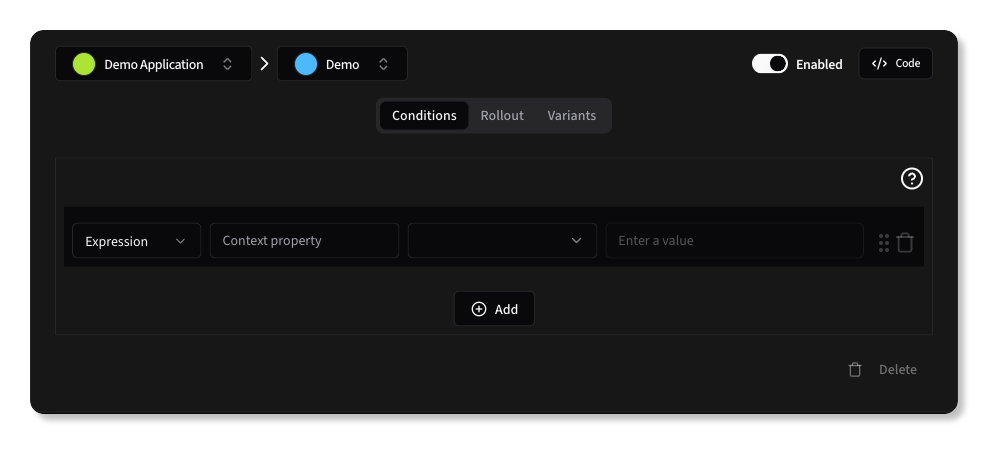 Demo Application
Demo
Enabled
</> Code
Conditions Rollout Variants
?
Expression Context property Enter a value
Add
Delete